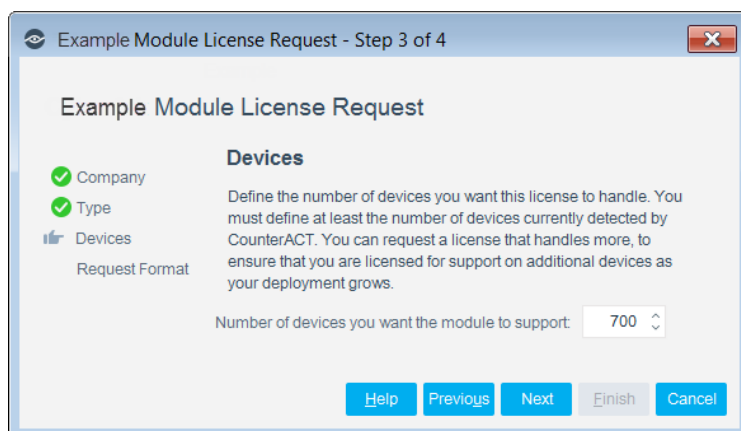 Example Module License Request - Step 3 of 4
Example Module License Request
Company
Type
Devices
Request Format
Devices
Define the number of devices you want this license to handle. You
must define at least the number of devices currently detected by
CounterACT. You can request a license that handles more, to
ensure that you are licensed for support on additional devices as
your deployment grows.
Number of devices you want the module to support: 700
Help Previous Next Finish Cancel